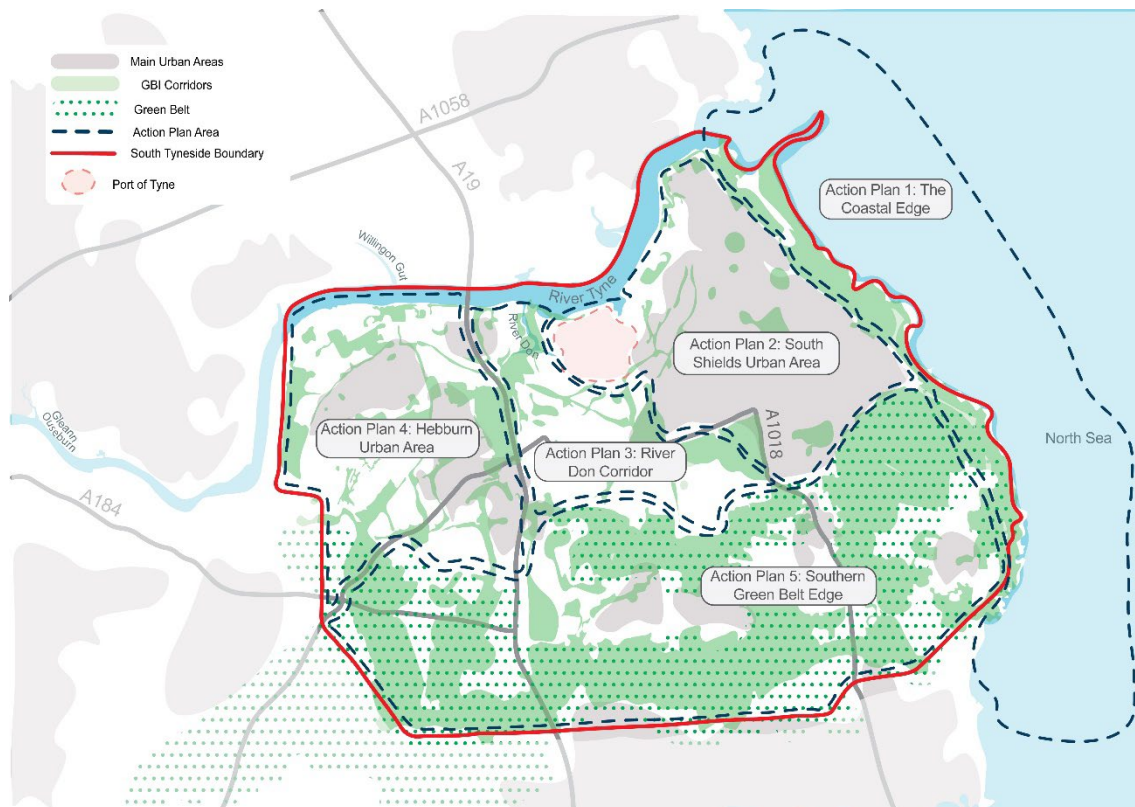 Main Urban Areas
GBI Corridors
Green Belt
Action Plan Area
South Tyneside Boundary
Port of Tyne
A1058
A19
Willingon Gut
River Tyne
River Don
Action Plan 1: The
Coastal Edge
Action Plan 2: South
Shields Urban Area
Action Plan 4: Hebburn
Urban Area
Action Plan 3: River
Don Corridor
A1018
North Sea
Gleann
Ouseburn
A184
Action Plan 5: Southern
Green Belt Edge